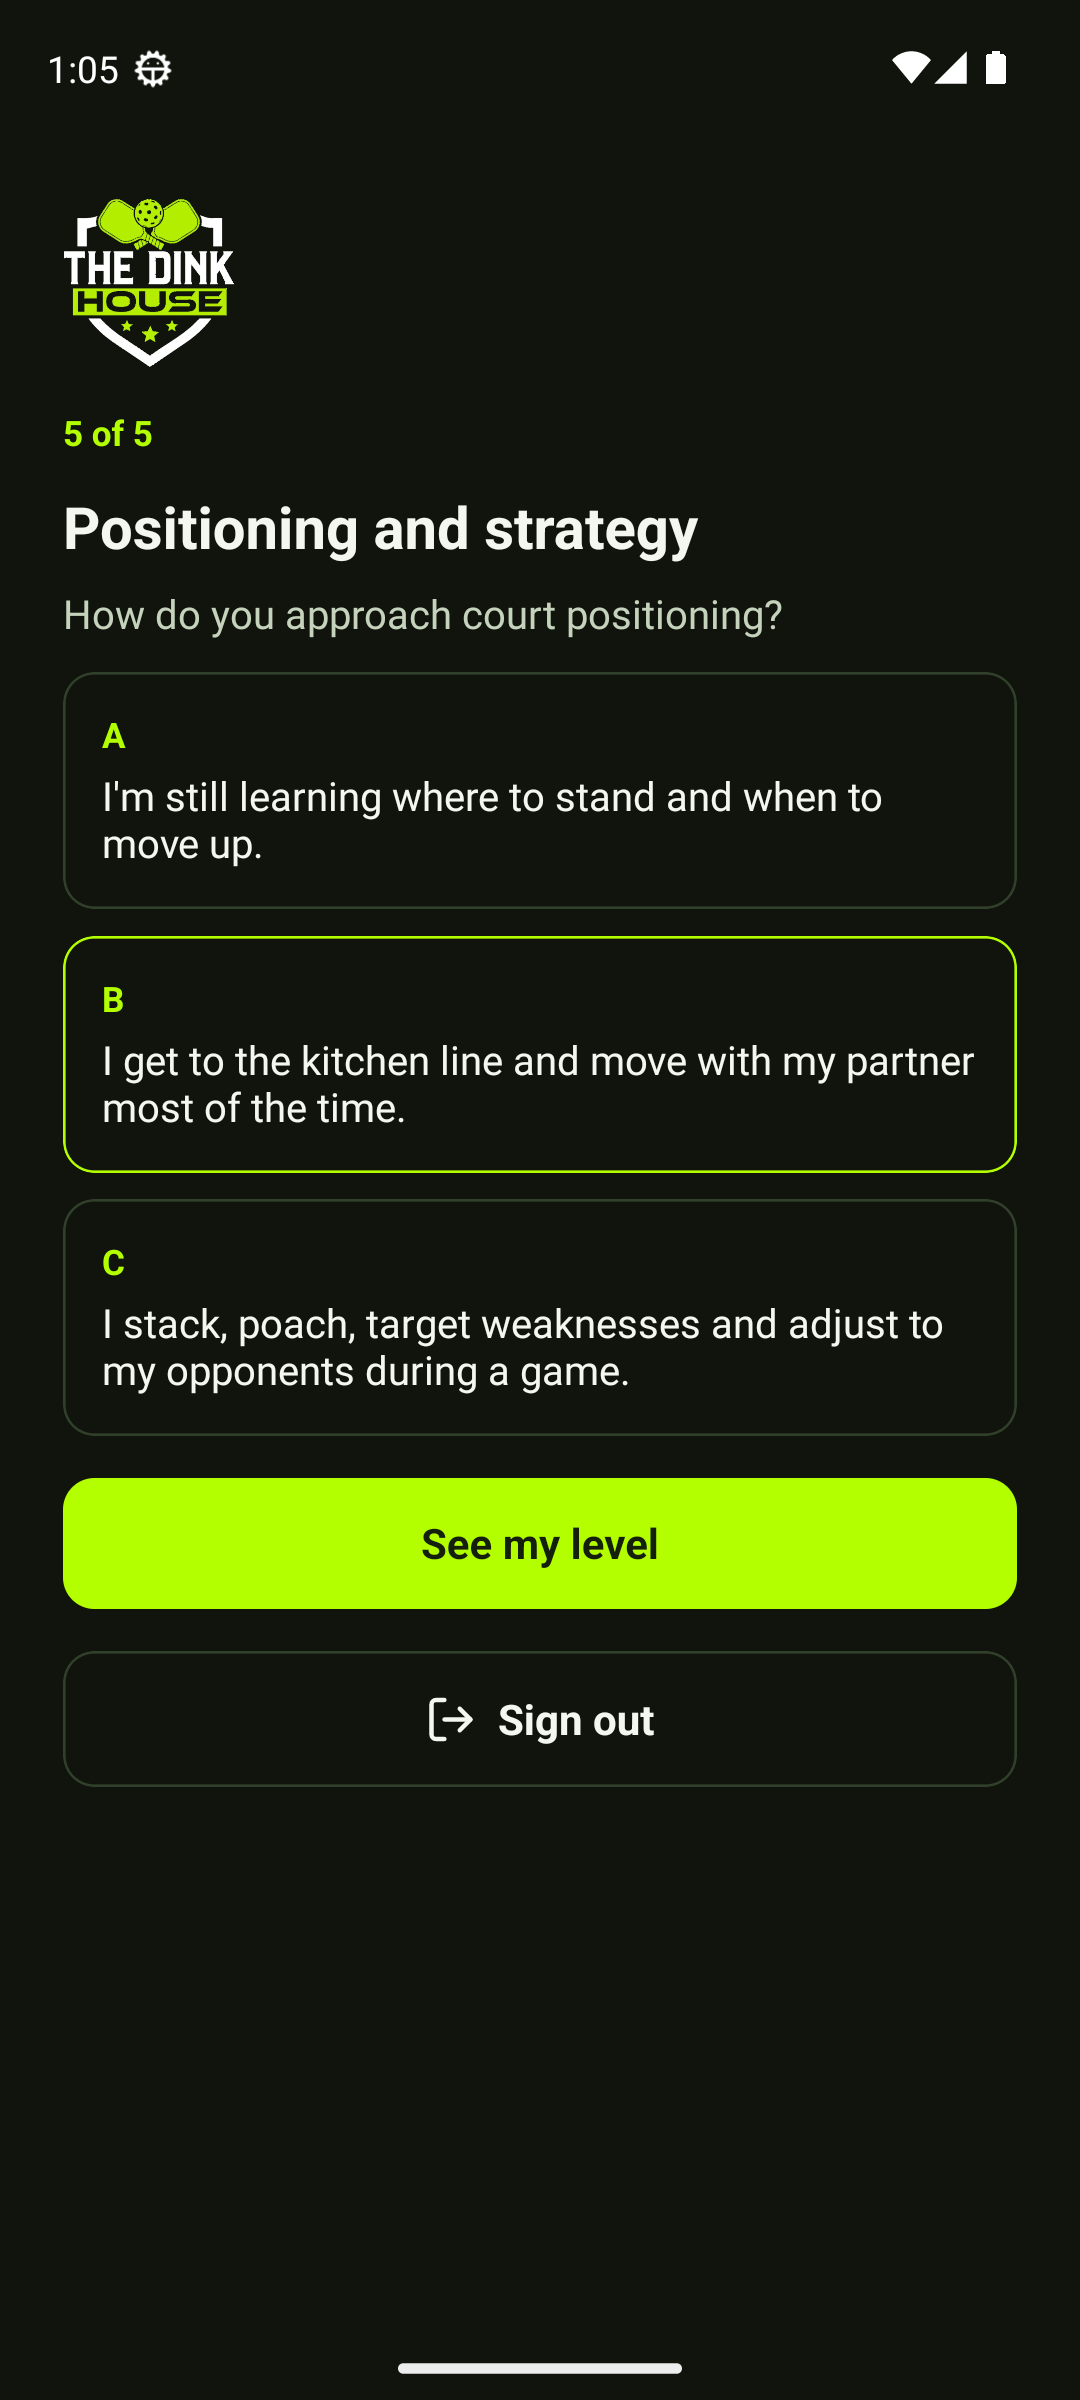 1:05
THE DINK
HOUSE
5 of 5
Positioning and strategy
How do you approach court positioning?
A
I'm still learning where to stand and when to
move up.
B
I get to the kitchen line and move with my partner
most of the time.
C
I stack, poach, target weaknesses and adjust to
my opponents during a game.
See my level
Sign out